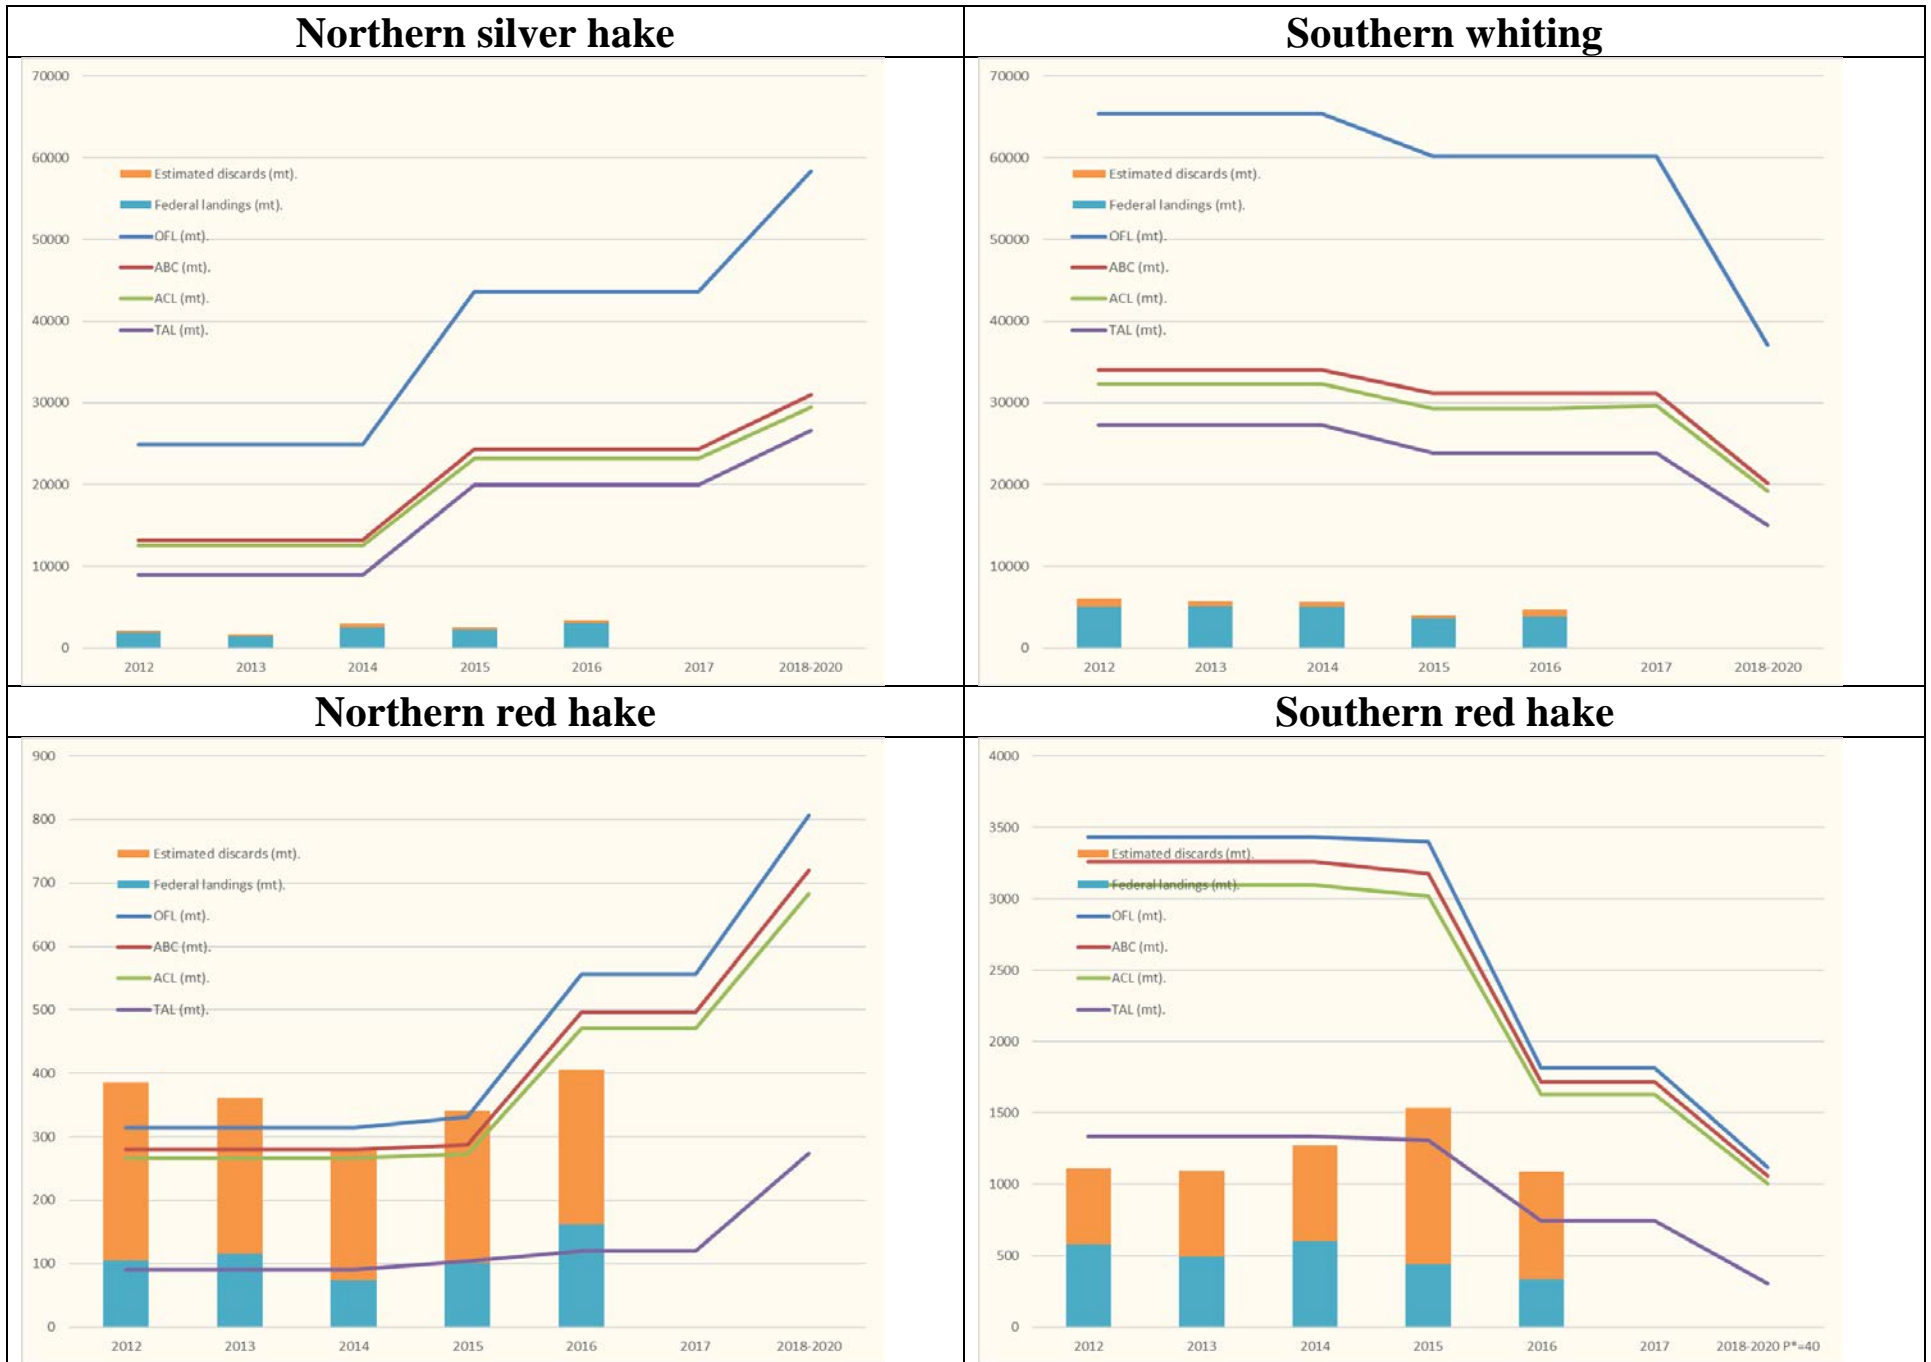 Northern silver hake
Southern whiting
70000
60000
50000
40000
30000
20000
10000
0
Estimated discards (mt).
Federal landings (mt).
OFL (mt).
ABC (mt).
ACL (mt).
TAL (mt).
2012 2013 2014 2015 2016 2017 2018-2020
70000
60000
50000
40000
30000
20000
10000
0
Estimated discards (mt).
Federal landings (mt).
OFL (mt).
ABC (mt).
ACL (mt).
TAL (mt).
2012 2013 2014 2015 2016 2017 2018-2020
Northern red hake
Southern red hake
900
800
700
600
500
400
300
200
100
0
Estimated discards (mt).
Federal landings (mt).
OFL (mt).
ABC (mt).
ACL (mt).
TAL (mt).
2012 2013 2014 2015 2016 2017 2018-2020
4000
3500
3000
2500
2000
1500
1000
500
0
Estimated discards (mt).
Federal landings (mt).
OFL (mt).
ABC (mt).
ACL (mt).
TAL (mt).
2012 2013 2014 2015 2016 2017 2018-2020 P*=40